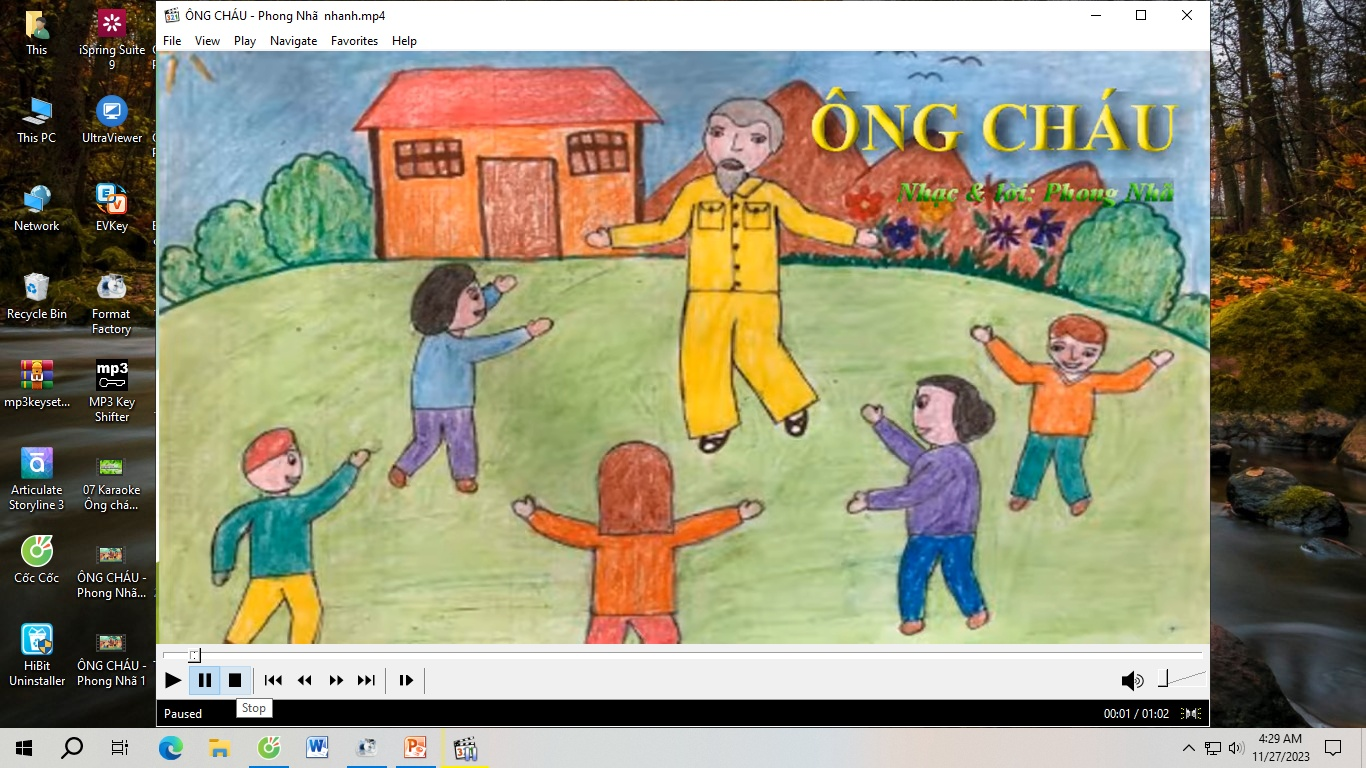 ÔNG CHÁU - Phong Nhã  nhanh.mp4
File View Play Navigate Favorites Help
ÔNG CHÁU
Nhạc & lời: Phong Nhã
Stop
Paused
00:01 / 01:02
This
iSpring Suite
9
This PC
UltraViewer
Network
EVKey
Recycle Bin
Format
Factory
mp3
mp3keyset...
MP3 Key
Shifter
Articulate
Storyline 3
07 Karaoke
Ông chá...
Cốc Cốc
ÔNG CHÁU -
Phong Nhã...
HiBit
Uninstaller
ÔNG CHÁU -
Phong Nhã 1
4:29 AM
11/27/2023